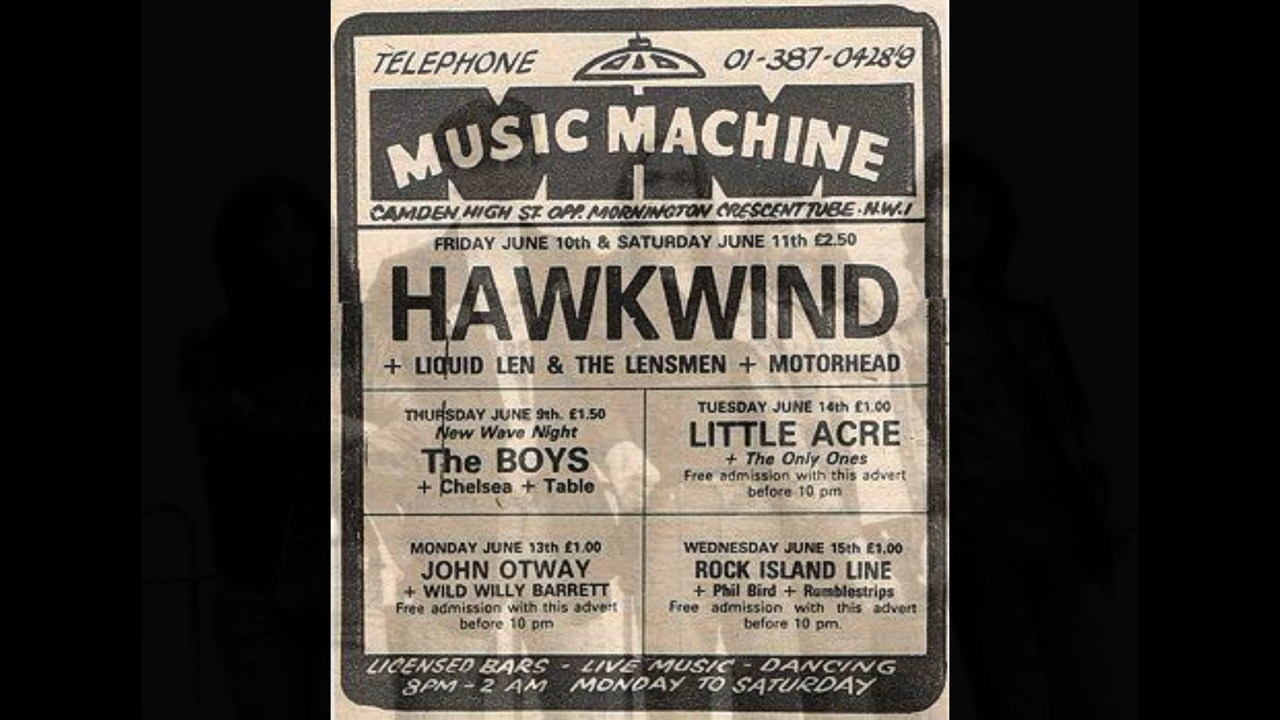 TELEPHONE 01-387-0428'9
MUSIC MACHINE
CAMDEN HIGH ST. OPP. MORNINGTON CRESCENT TUBE · N.W.1
FRIDAY JUNE 10th & SATURDAY JUNE 11th £2.50
HAWKWIND
+ LIQUID LEN & THE LENSMEN + MOTORHEAD
THURSDAY JUNE 9th. £1.50
New Wave Night
The BOYS
+ Chelsea + Table
TUESDAY JUNE 14th £1.00
LITTLE ACRE
+ The Only Ones
Free admission with this advert
before 10 pm
MONDAY JUNE 13th £1.00
JOHN OTWAY
+ WILD WILLY BARRETT
Free admission with this advert
before 10 pm
WEDNESDAY JUNE 15th £1.00
ROCK ISLAND LINE
+ Phil Bird + Rumblestrips
Free admission with this advert
before 10 pm.
LICENSED BARS - LIVE MUSIC - DANCING
8PM - 2 AM MONDAY TO SATURDAY